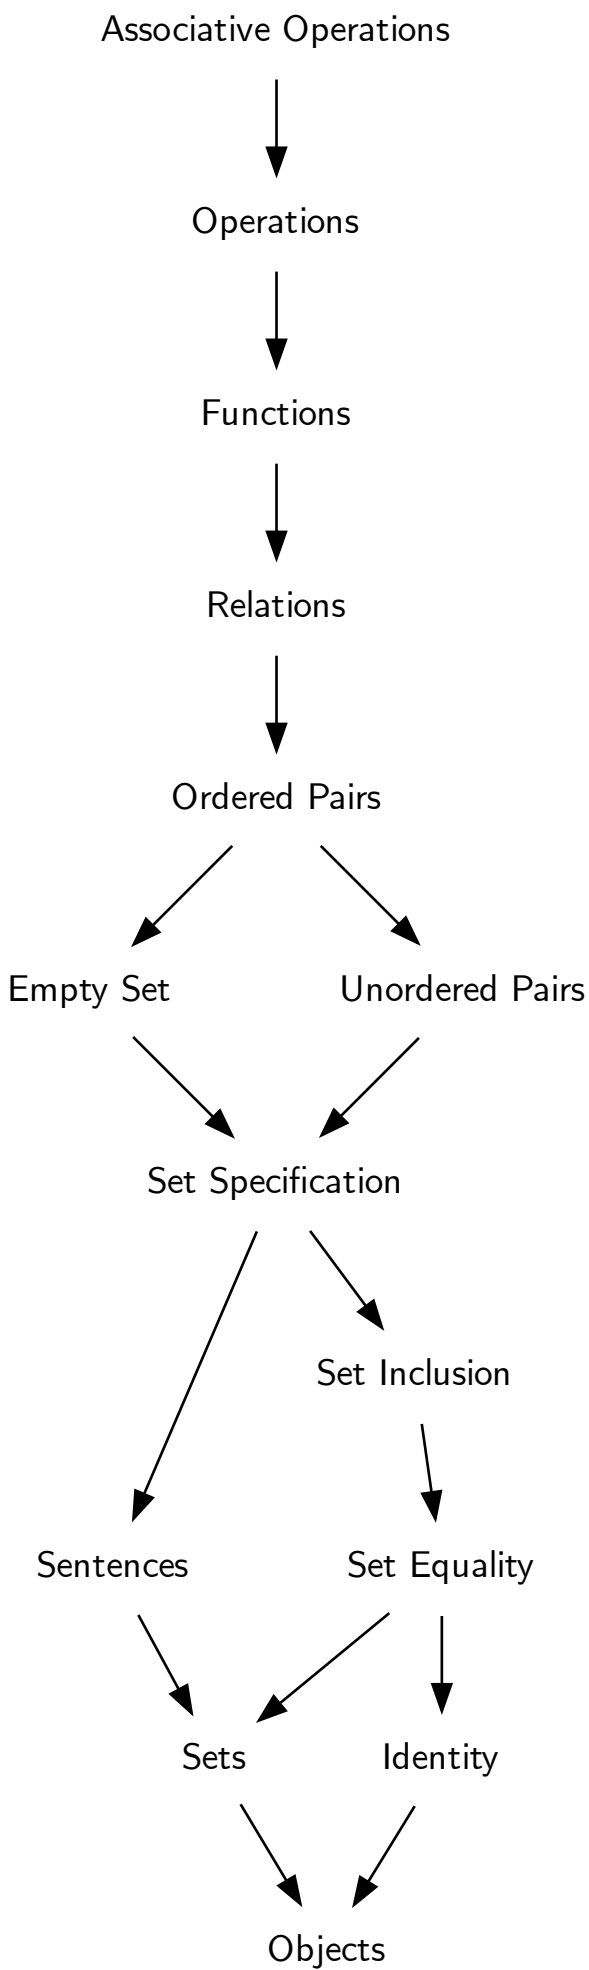 Associative Operations
Operations
Functions
Relations
Ordered Pairs
Empty Set
Unordered Pairs
Set Specification
Set Inclusion
Sentences
Set Equality
Sets
Identity
Objects